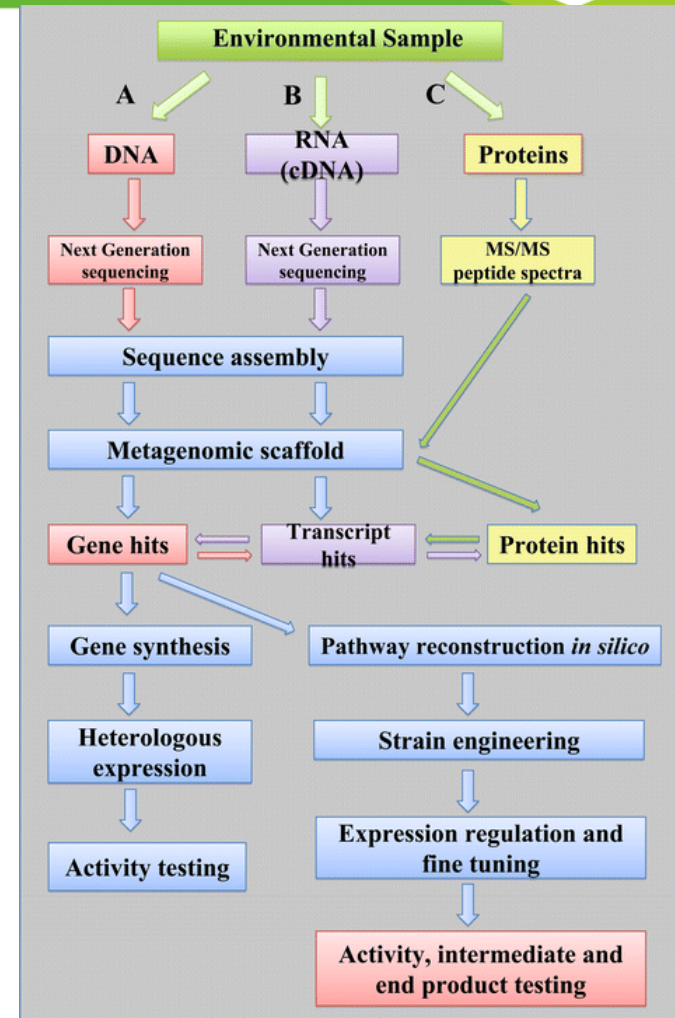 Environmental Sample
A
B
C
DNA
RNA
(cDNA)
Proteins
Next Generation
sequencing
Next Generation
sequencing
MS/MS
peptide spectra
Sequence assembly
Metagenomic scaffold
Gene hits
Transcript
hits
Protein hits
Gene synthesis
Pathway reconstruction in silico
Heterologous
expression
Strain engineering
Activity testing
Expression regulation and
fine tuning
Activity, intermediate and
end product testing